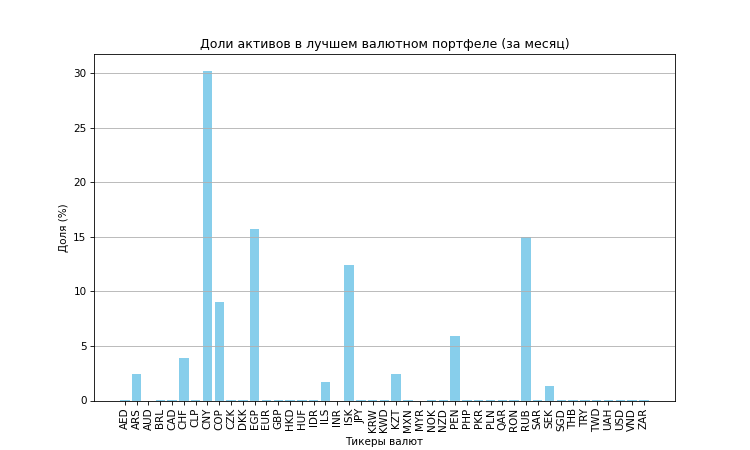 Доли активов в лучшем валютном портфеле (за месяц)
Доля (%)
30
25
20
15
10
5
0
AED
ARS
AUD
BRL
CAD
CHF
CLP
CNY
COP
CZK
DKK
EGP
EUR
GBP
HKD
HUF
IDR
ILS
INR
ISK
JPY
KRW
KWD
KZT
MXN
MYR
NOK
NZD
PEN
PHP
PKR
PLN
QAR
RON
RUB
SAR
SEK
SGD
THB
TRY
TWD
UAH
USD
VND
ZAR
Тикеры валют